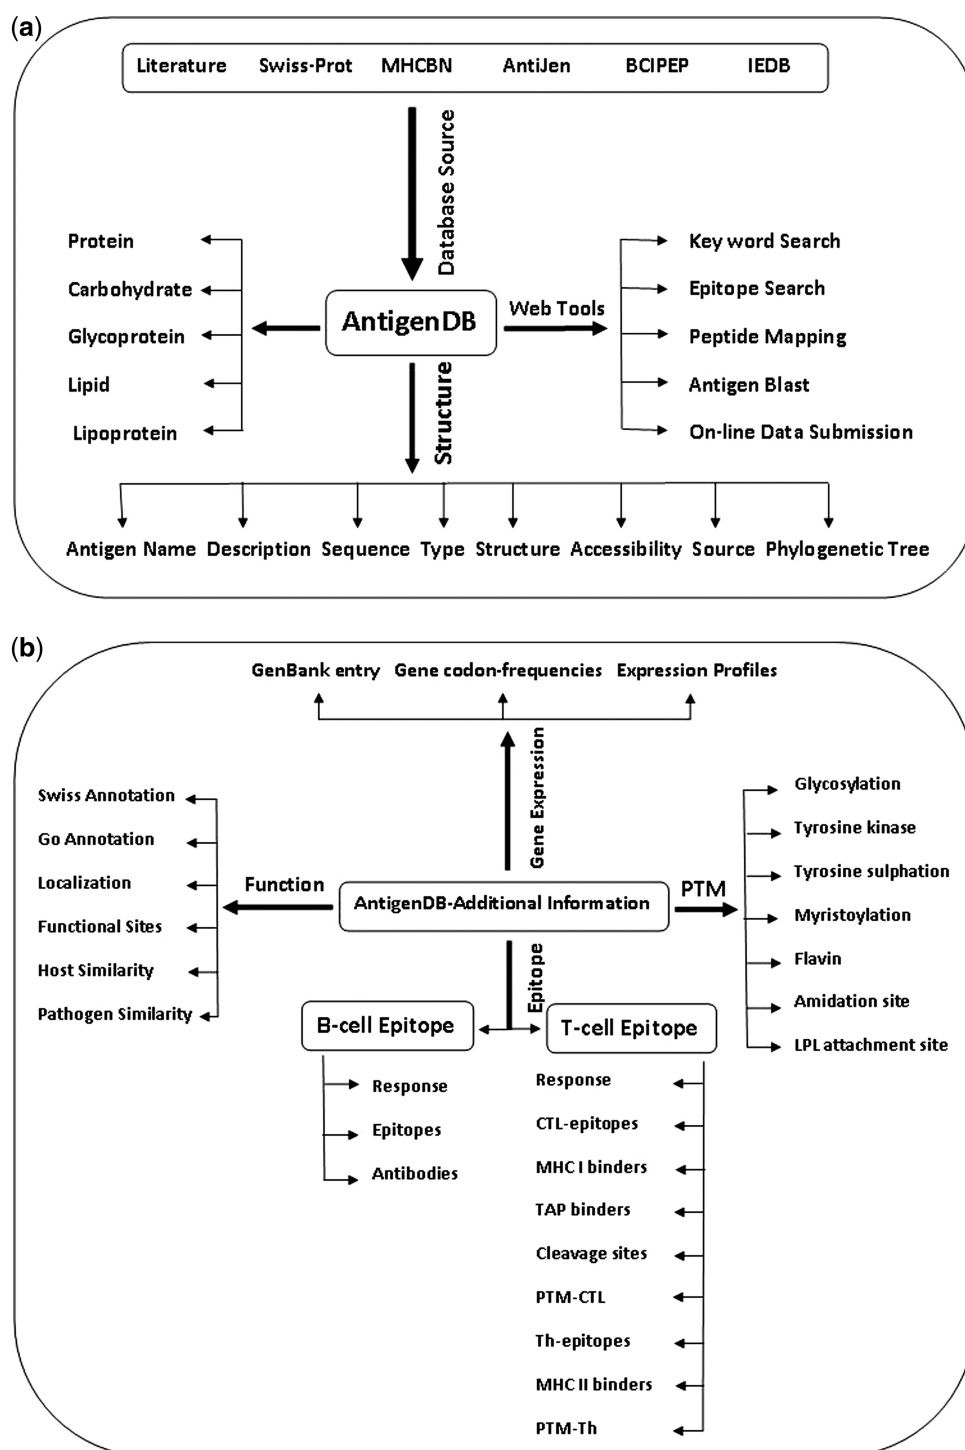 (a)
Literature Swiss-Prot MHCBN AntiJen BCIPEP IEDB
Database Source
Protein
Carbohydrate
Glycoprotein
Lipid
Lipoprotein
AntigenDB
Web Tools
Key word Search
Epitope Search
Peptide Mapping
Antigen Blast
On-line Data Submission
Structure
Antigen Name Description Sequence Type Structure Accessibility Source Phylogenetic Tree
(b)
GenBank entry Gene codon-frequencies Expression Profiles
Gene Expression
Swiss Annotation
Go Annotation
Localization
Functional Sites
Host Similarity
Pathogen Similarity
Function
AntigenDB-Additional Information
PTM
Glycosylation
Tyrosine kinase
Tyrosine sulphation
Myristoylation
Flavin
Amidation site
LPL attachment site
Epitope
B-cell Epitope
Response
Epitopes
Antibodies
T-cell Epitope
Response
CTL-epitopes
MHC I binders
TAP binders
Cleavage sites
PTM-CTL
Th-epitopes
MHC II binders
PTM-Th